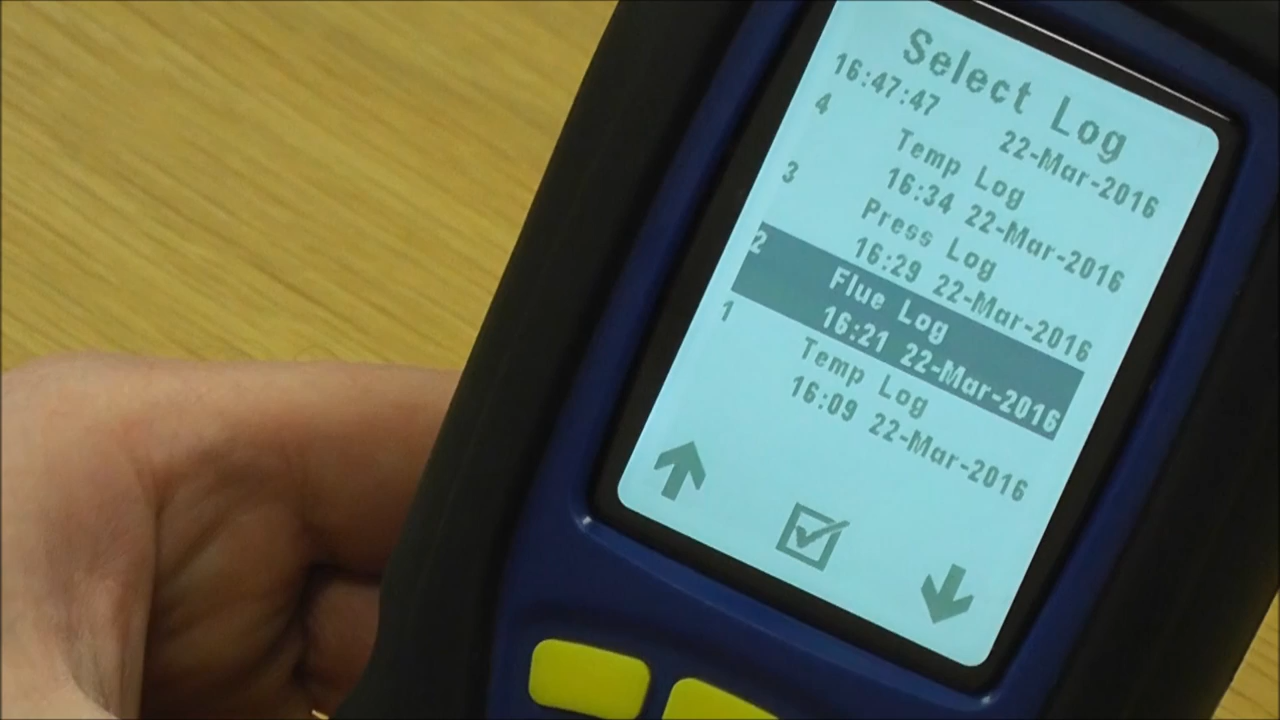 Select Log
16:47:47 22-Mar-2016
4 Temp Log
16:34 22-Mar-2016
3 Press Log
16:29 22-Mar-2016
2 Flue Log
16:21 22-Mar-2016
1 Temp Log
16:09 22-Mar-2016